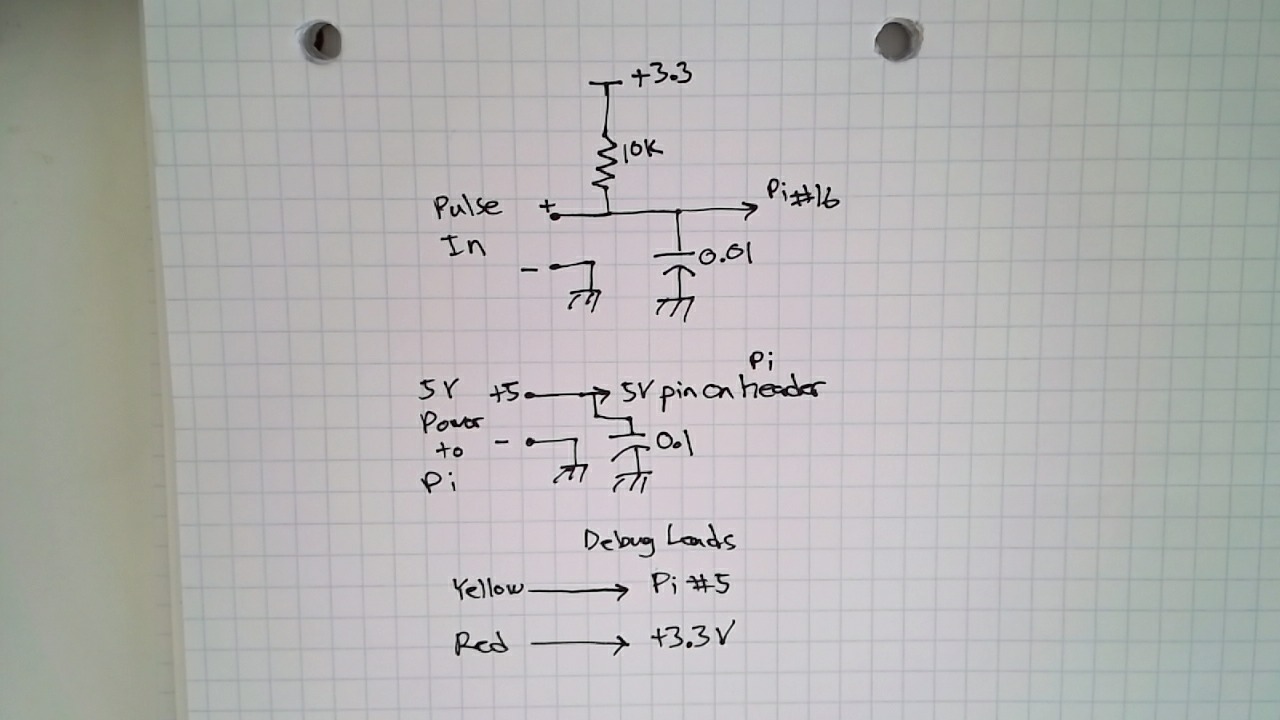 +3.3
10K
Pulse + Pi #16
In
- 0.01
Pi
5V +5 5V pin on header
Power
- 0.1
to
Pi
Debug Leads
Yellow Pi #5
Red +3.3V